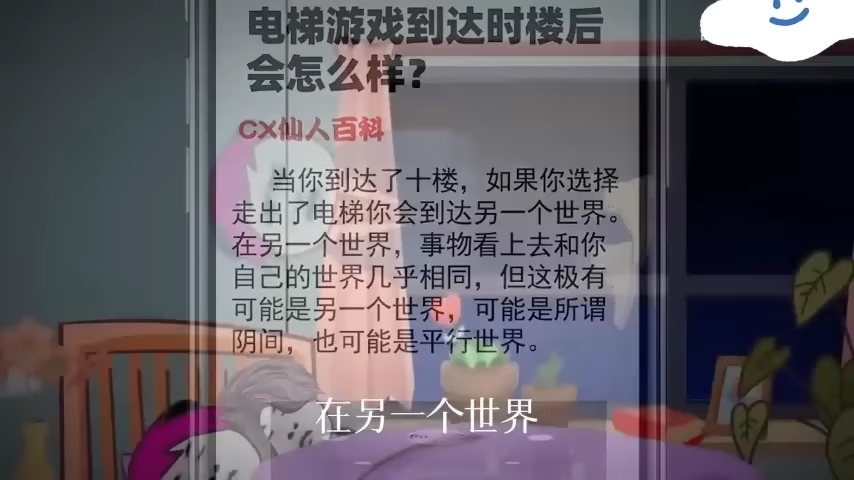 电梯游戏到达时楼后
会怎么样？
CX仙人百科
当你到达了十楼，如果你选择
走出了电梯你会到达另一个世界。
在另一个世界，事物看上去和你
自己的世界几乎相同，但这极有
可能是另一个世界，可能是所谓
阴间，也可能是平行世界。
在另一个世界